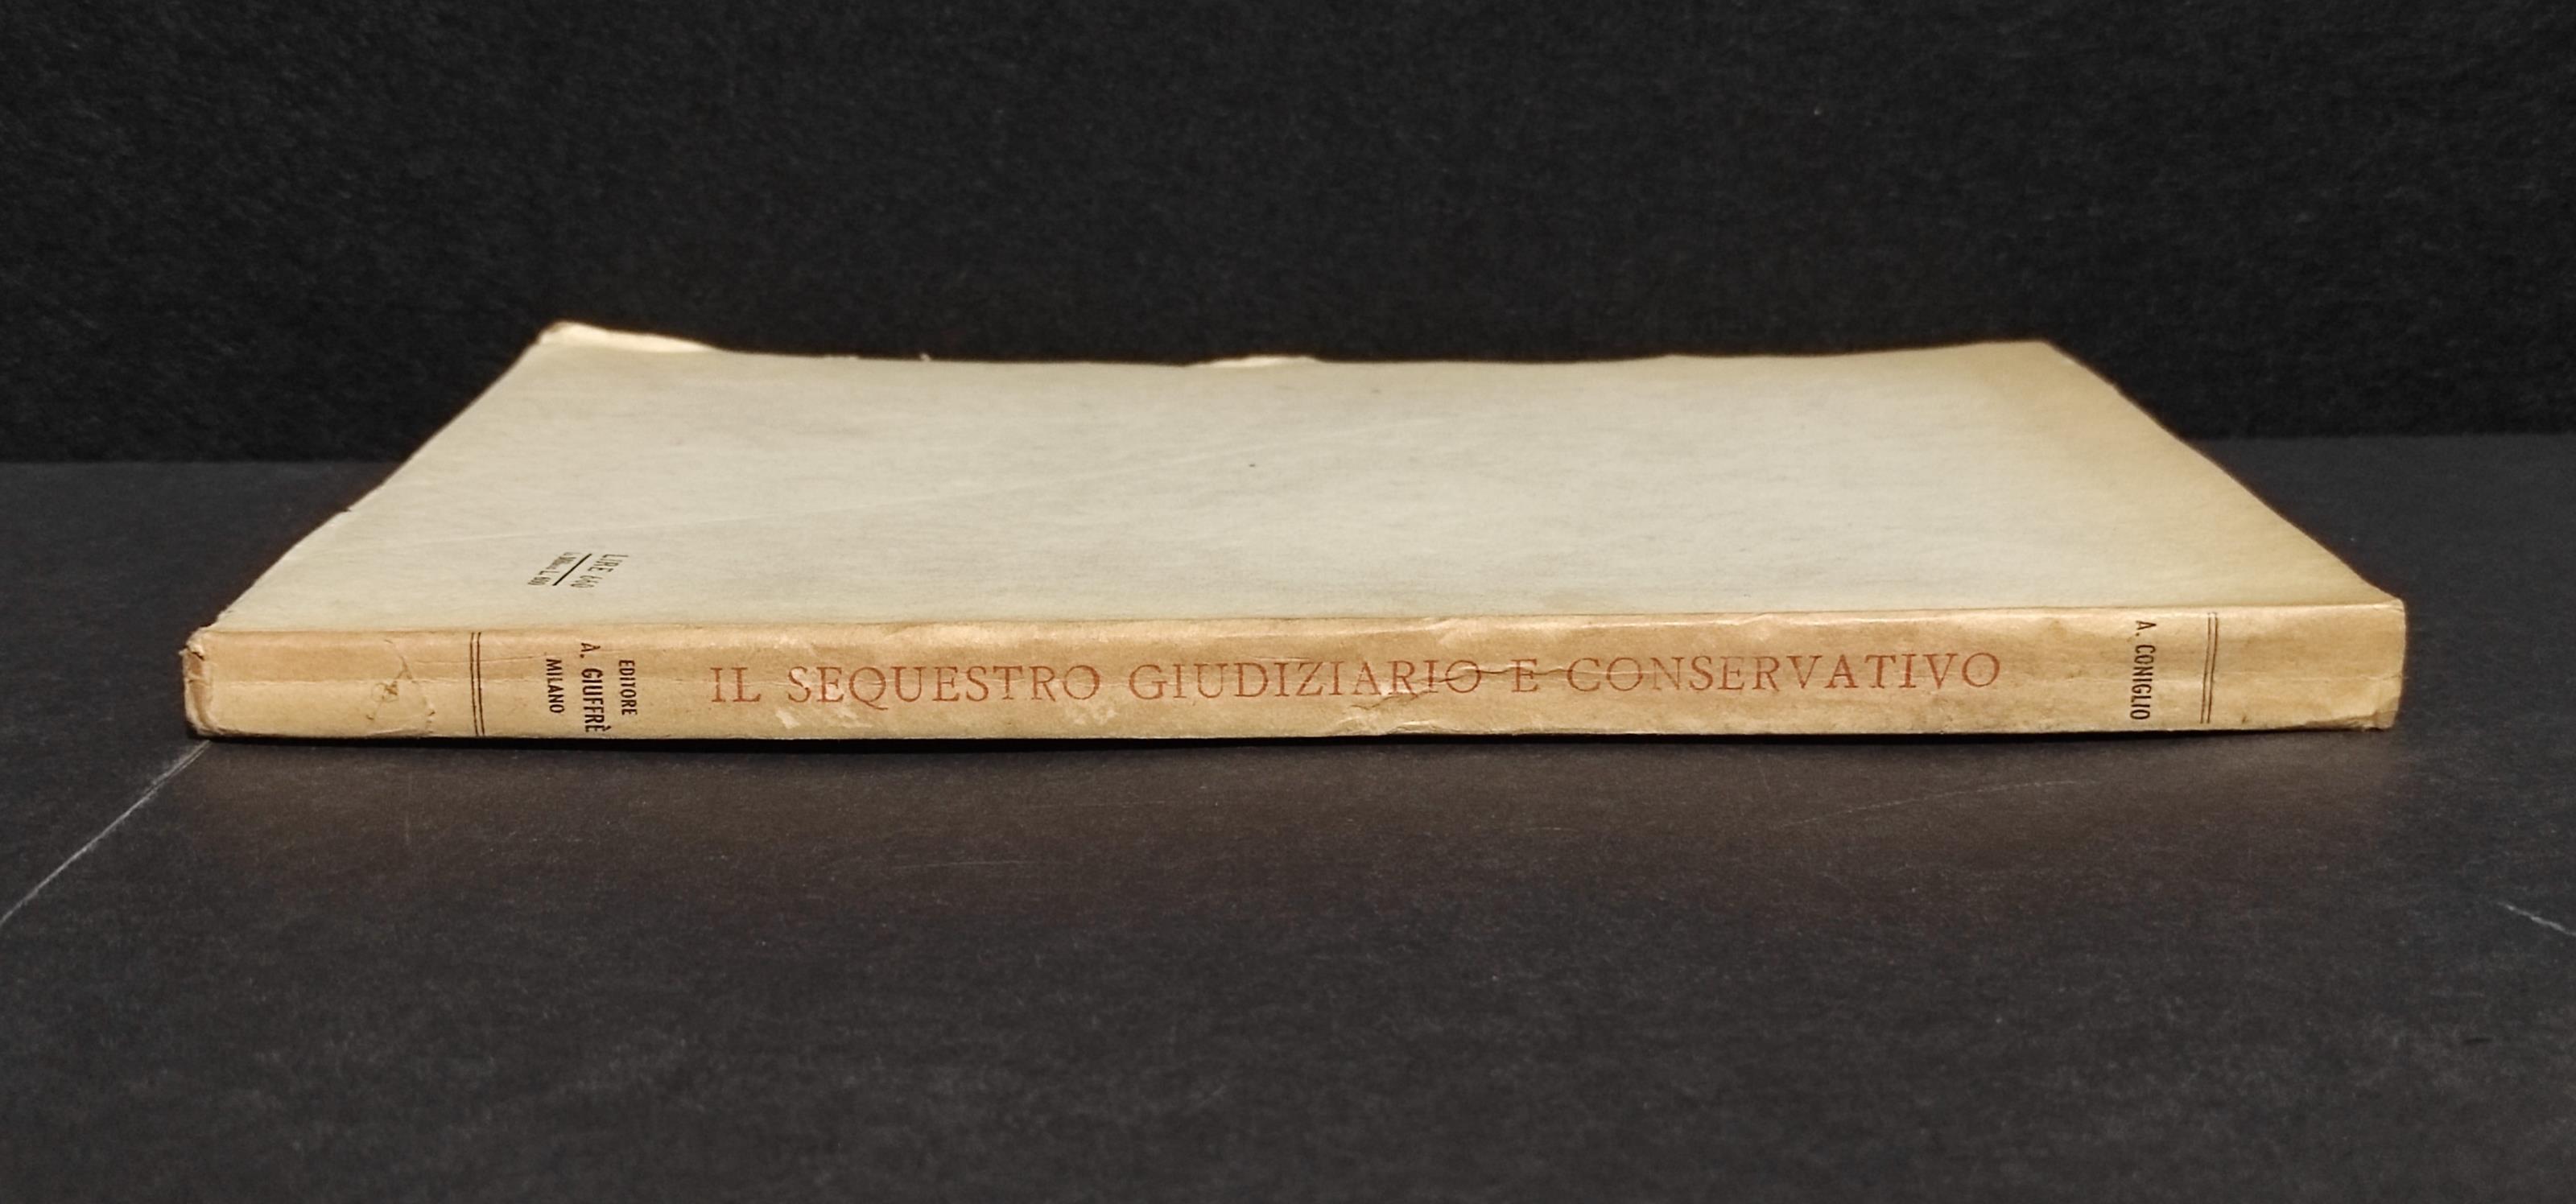 A. CONIGLIO
IL SEQUESTRO GIUDIZIARIO E CONSERVATIVO
EDITORE
A. GIUFFRÈ
MILANO
LIRE 660